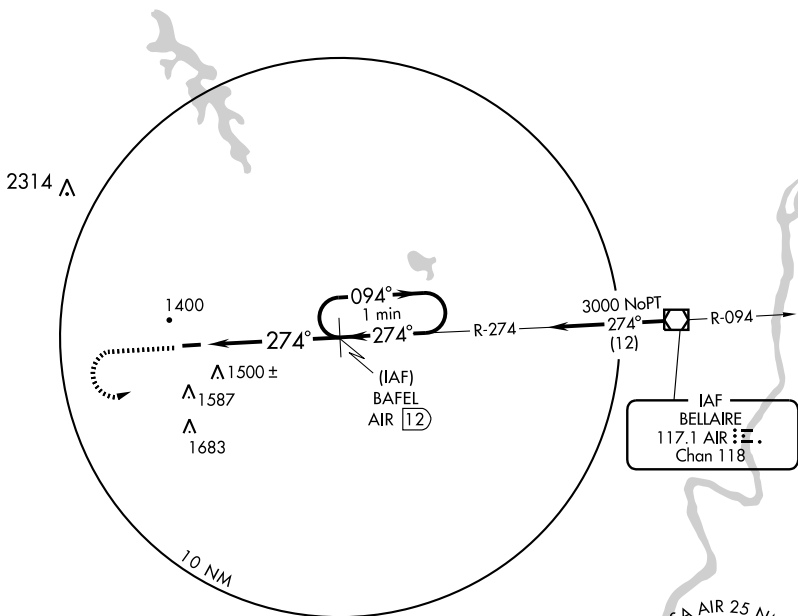 2314
1400
094°
1 min
274°
274°
R-274
3000 NoPT
274°
(12)
R-094
1500 ±
1587
1683
(IAF)
BAFEL
AIR 12
IAF
BELLAIRE
117.1 AIR
Chan 118
10 NM
AIR 25